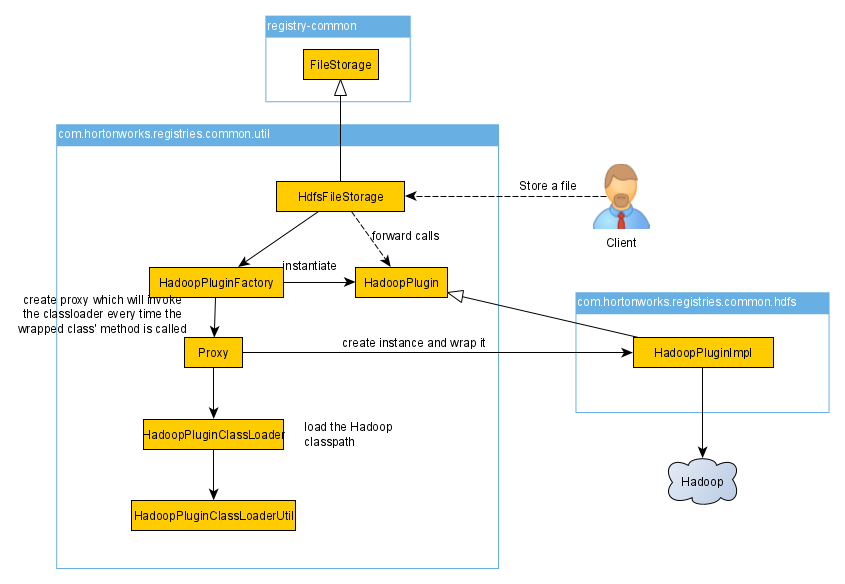 registry-common
FileStorage
com.hortonworks.registries.common.util
HdfsFileStorage
Store a file
Client
forward calls
instantiate
HadoopPluginFactory
HadoopPlugin
create proxy which will invoke
the classloader every time the
wrapped class' method is called
com.hortonworks.registries.common.hdfs
Proxy
create instance and wrap it
HadoopPluginImpl
HadoopPluginClassLoader
load the Hadoop
classpath
Hadoop
HadoopPluginClassLoaderUtil